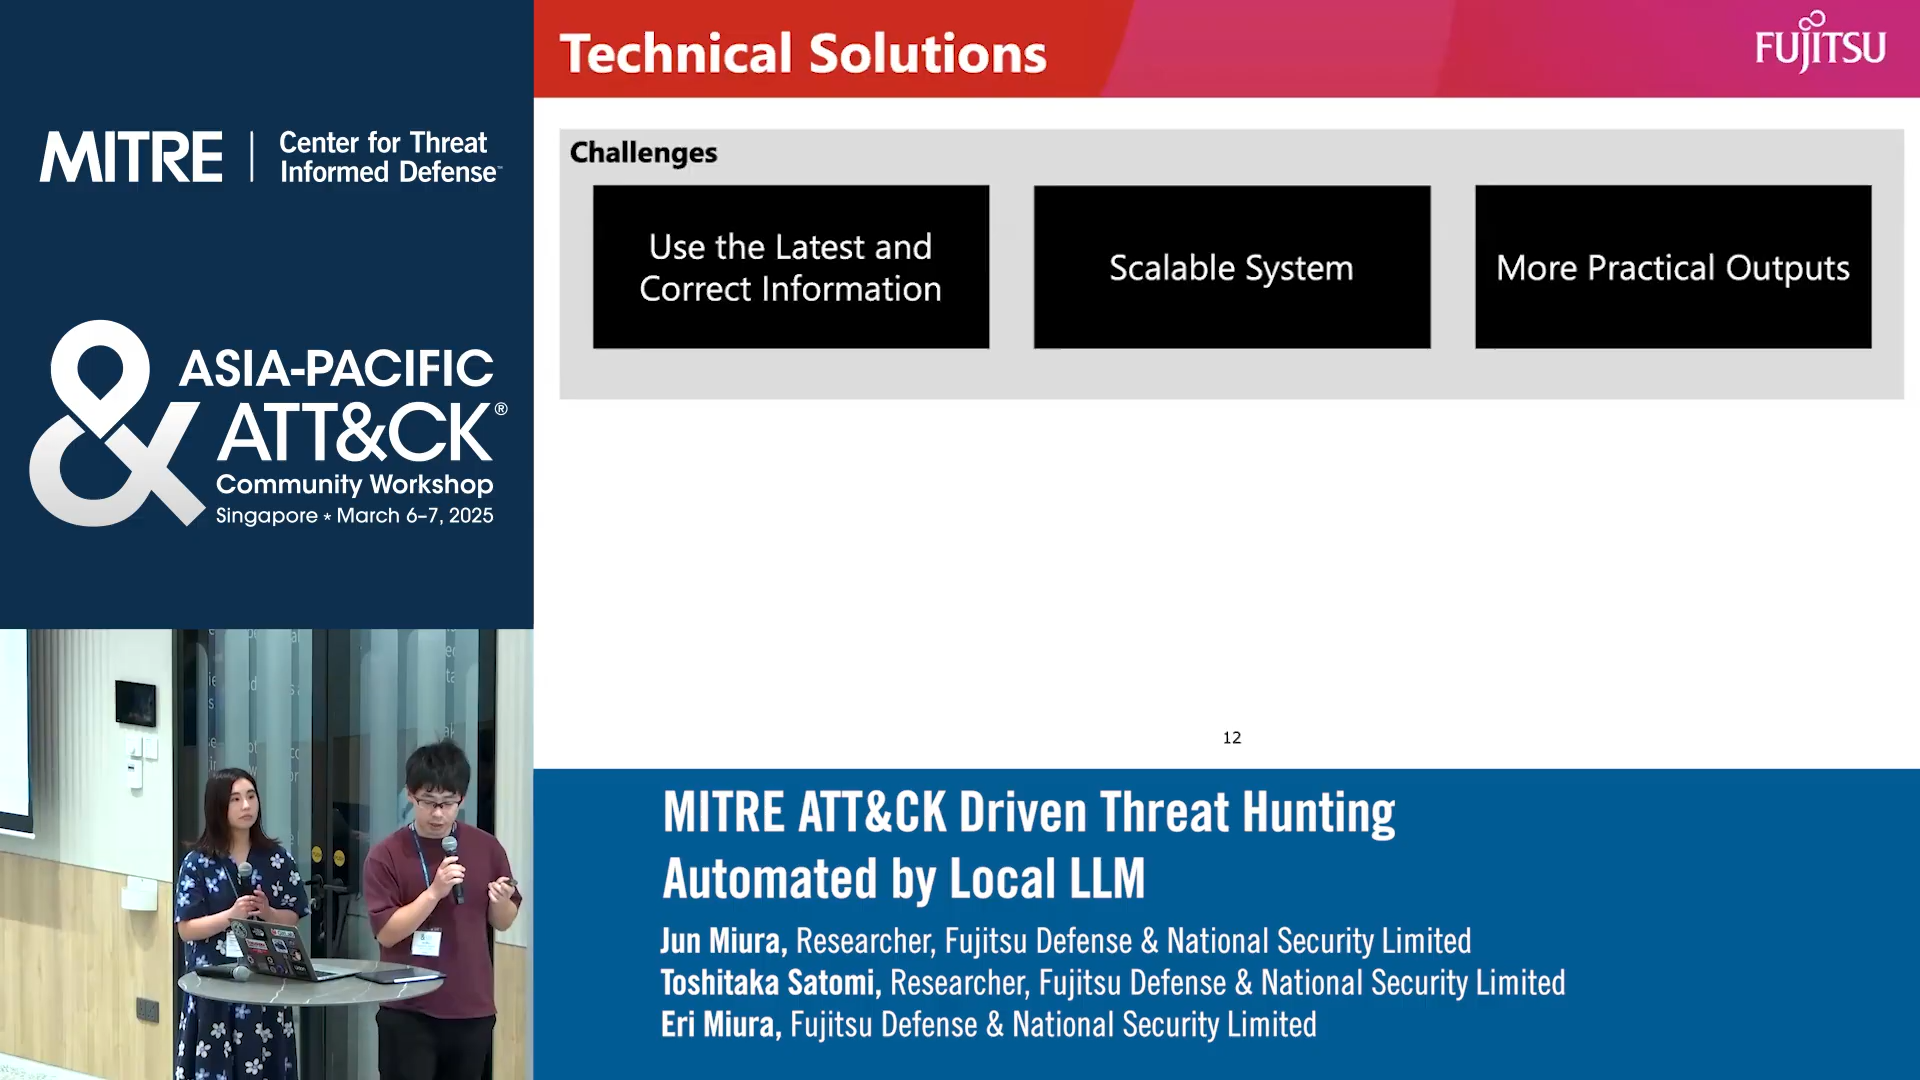 MITRE
Center for Threat
Informed Defense™
&
ASIA-PACIFIC
ATT&CK®
Community Workshop
Singapore ★ March 6–7, 2025
Technical Solutions
FUJITSU
Challenges
Use the Latest and
Correct Information
Scalable System
More Practical Outputs
12
MITRE ATT&CK Driven Threat Hunting
Automated by Local LLM
Jun Miura, Researcher, Fujitsu Defense & National Security Limited
Toshitaka Satomi, Researcher, Fujitsu Defense & National Security Limited
Eri Miura, Fujitsu Defense & National Security Limited